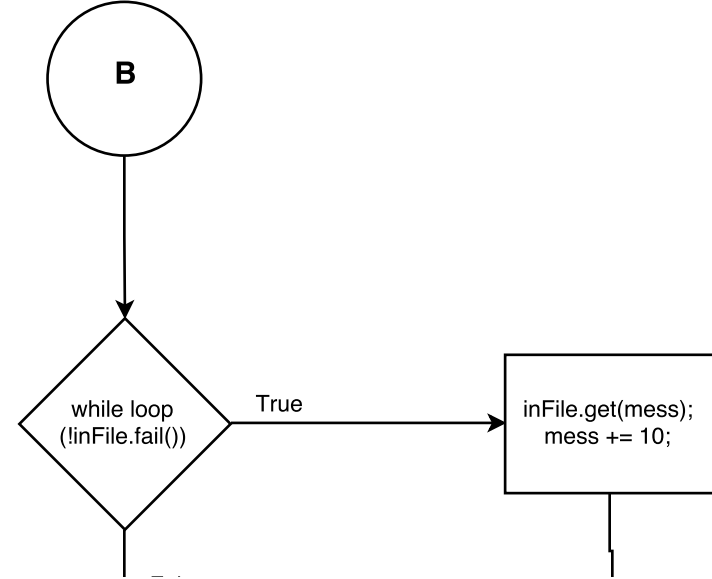 B
while loop
(!inFile.fail())
True
inFile.get(mess);
mess += 10;